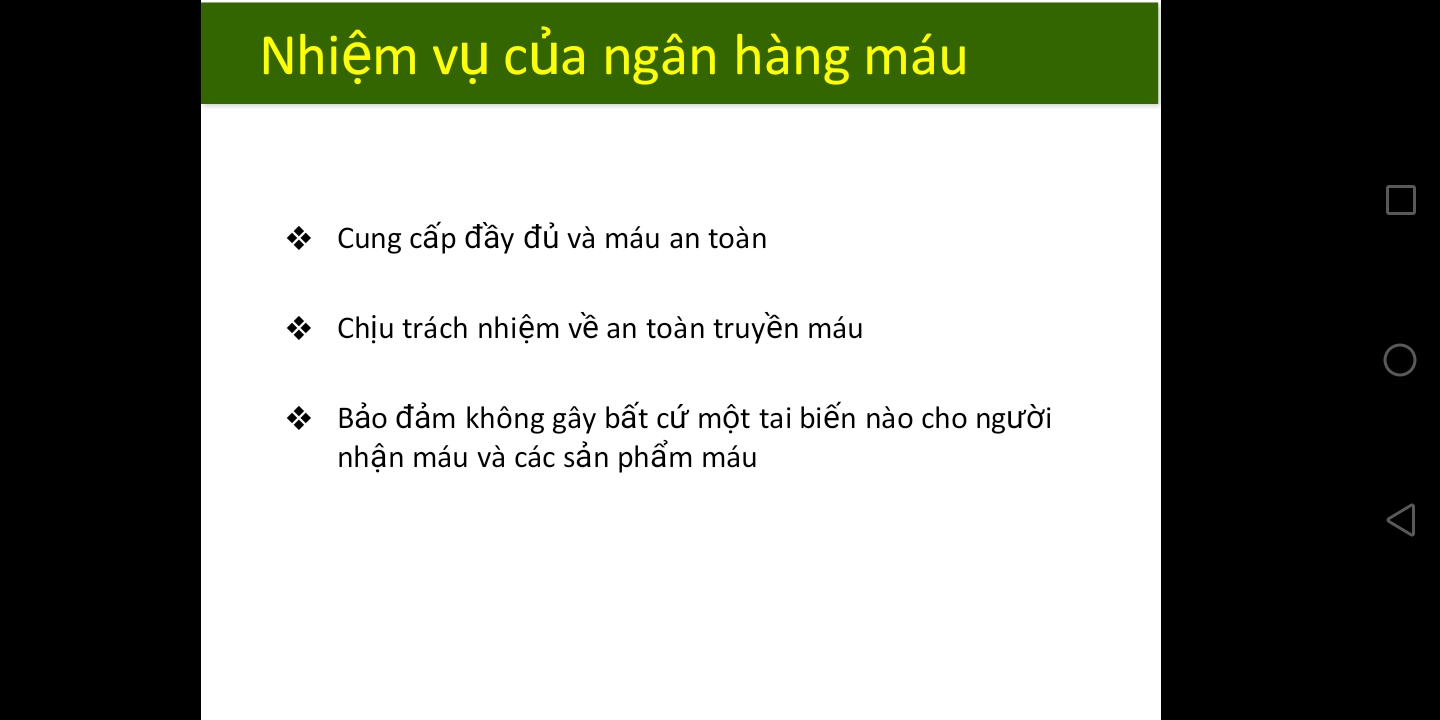 Nhiệm vụ của ngân hàng máu
❖ Cung cấp đầy đủ và máu an toàn
❖ Chịu trách nhiệm về an toàn truyền máu
❖ Bảo đảm không gây bất cứ một tai biến nào cho người
nhận máu và các sản phẩm máu